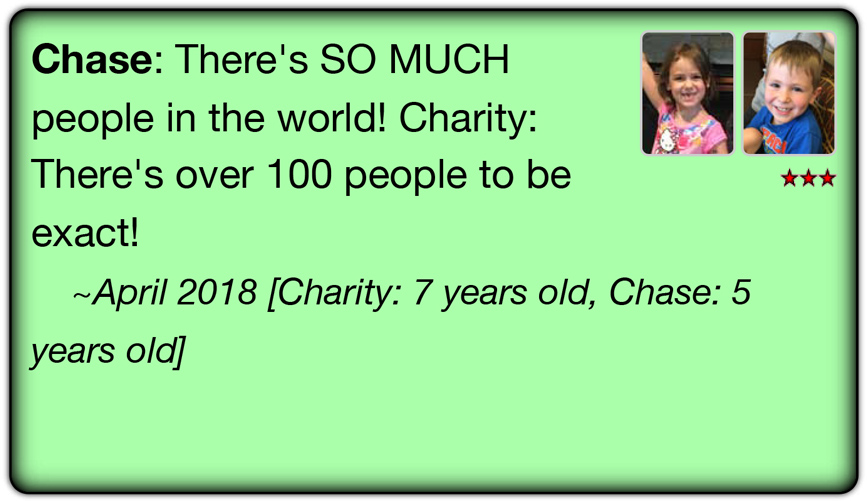 Chase: There's SO MUCH
people in the world! Charity:
There's over 100 people to be
exact!
~April 2018 [Charity: 7 years old, Chase: 5
years old]